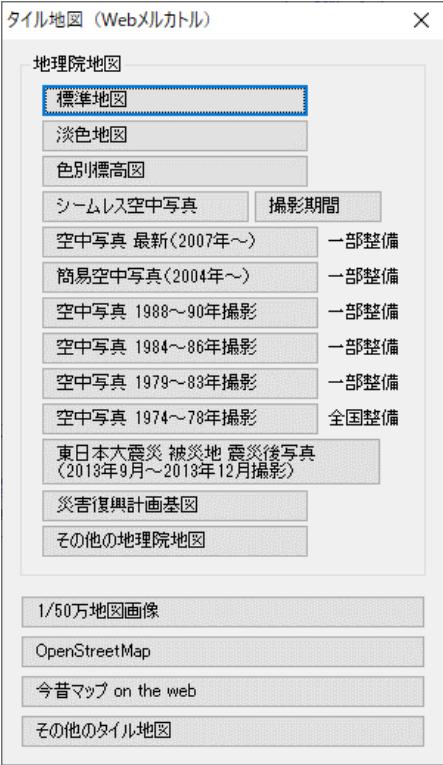 タイル地図（Webメルカトル）
地理院地図
標準地図
淡色地図
色別標高図
シームレス空中写真 撮影期間
空中写真 最新（2007年～） 一部整備
簡易空中写真（2004年～） 一部整備
空中写真 1988～90年撮影 一部整備
空中写真 1984～86年撮影 一部整備
空中写真 1979～83年撮影 一部整備
空中写真 1974～78年撮影 全国整備
東日本大震災 被災地 震災後写真
（2013年9月～2013年12月撮影）
災害復興計画基図
その他の地理院地図
1/50万地図画像
OpenStreetMap
今昔マップ on the web
その他のタイル地図